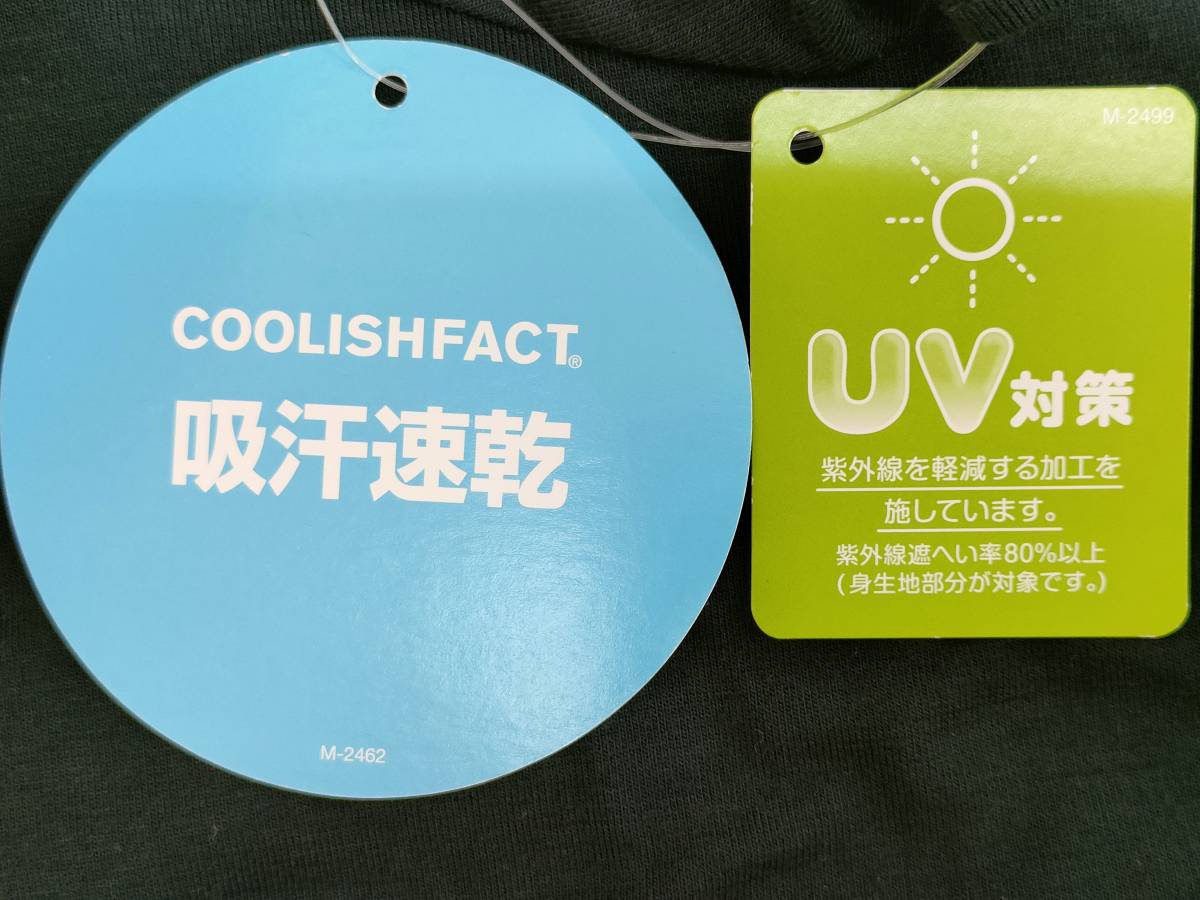 COOLISHFACT®
吸汗速乾
M-2462
M-2499
UV対策
紫外線を軽減する加工を
施しています。
紫外線遮へい率80%以上
(身生地部分が対象です。)